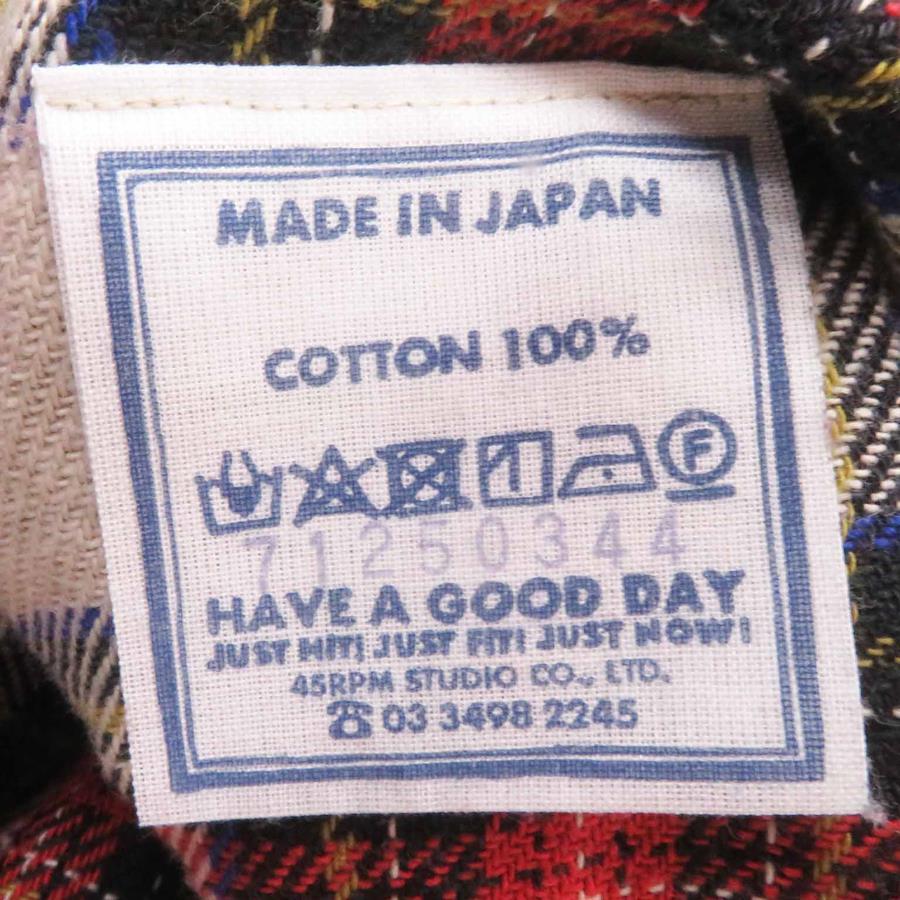 MADE IN JAPAN
COTTON 100%
F
71250344
HAVE A GOOD DAY
JUST HIT! JUST FIT! JUST NOW!
45RPM STUDIO CO., LTD.
☎ 03 3498 2245